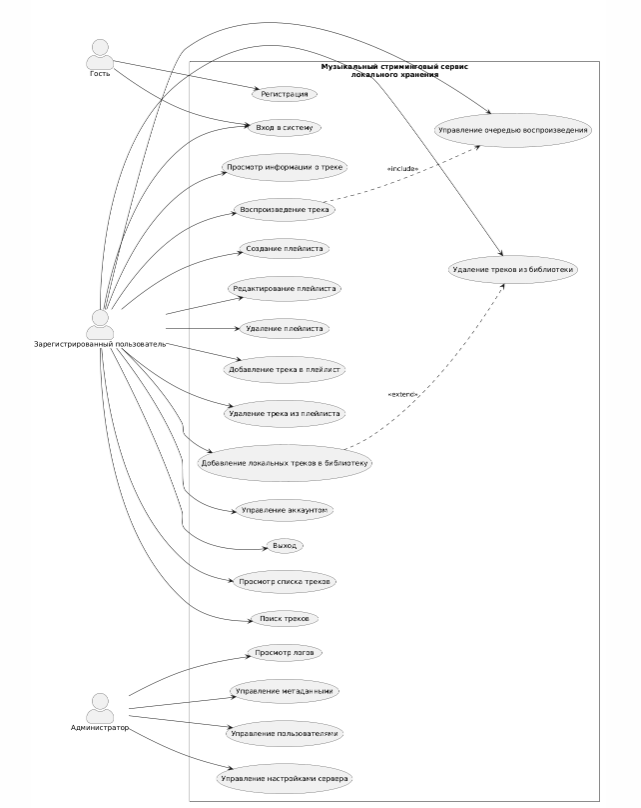 Музыкальный стриминговый сервис
локального хранения
Гость
Регистрация
Вход в систему
Управление очередью воспроизведения
Просмотр информации о треке
«include»
Воспроизведение трека
Создание плейлиста
Удаление треков из библиотеки
Редактирование плейлиста
Удаление плейлиста
Зарегистрированный пользователь
Добавление трека в плейлист
«extend»
Удаление трека из плейлиста
Добавление локальных треков в библиотеку
Управление аккаунтом
Выход
Просмотр списка треков
Поиск треков
Просмотр логов
Управление метаданными
Администратор
Управление пользователями
Управление настройками сервера